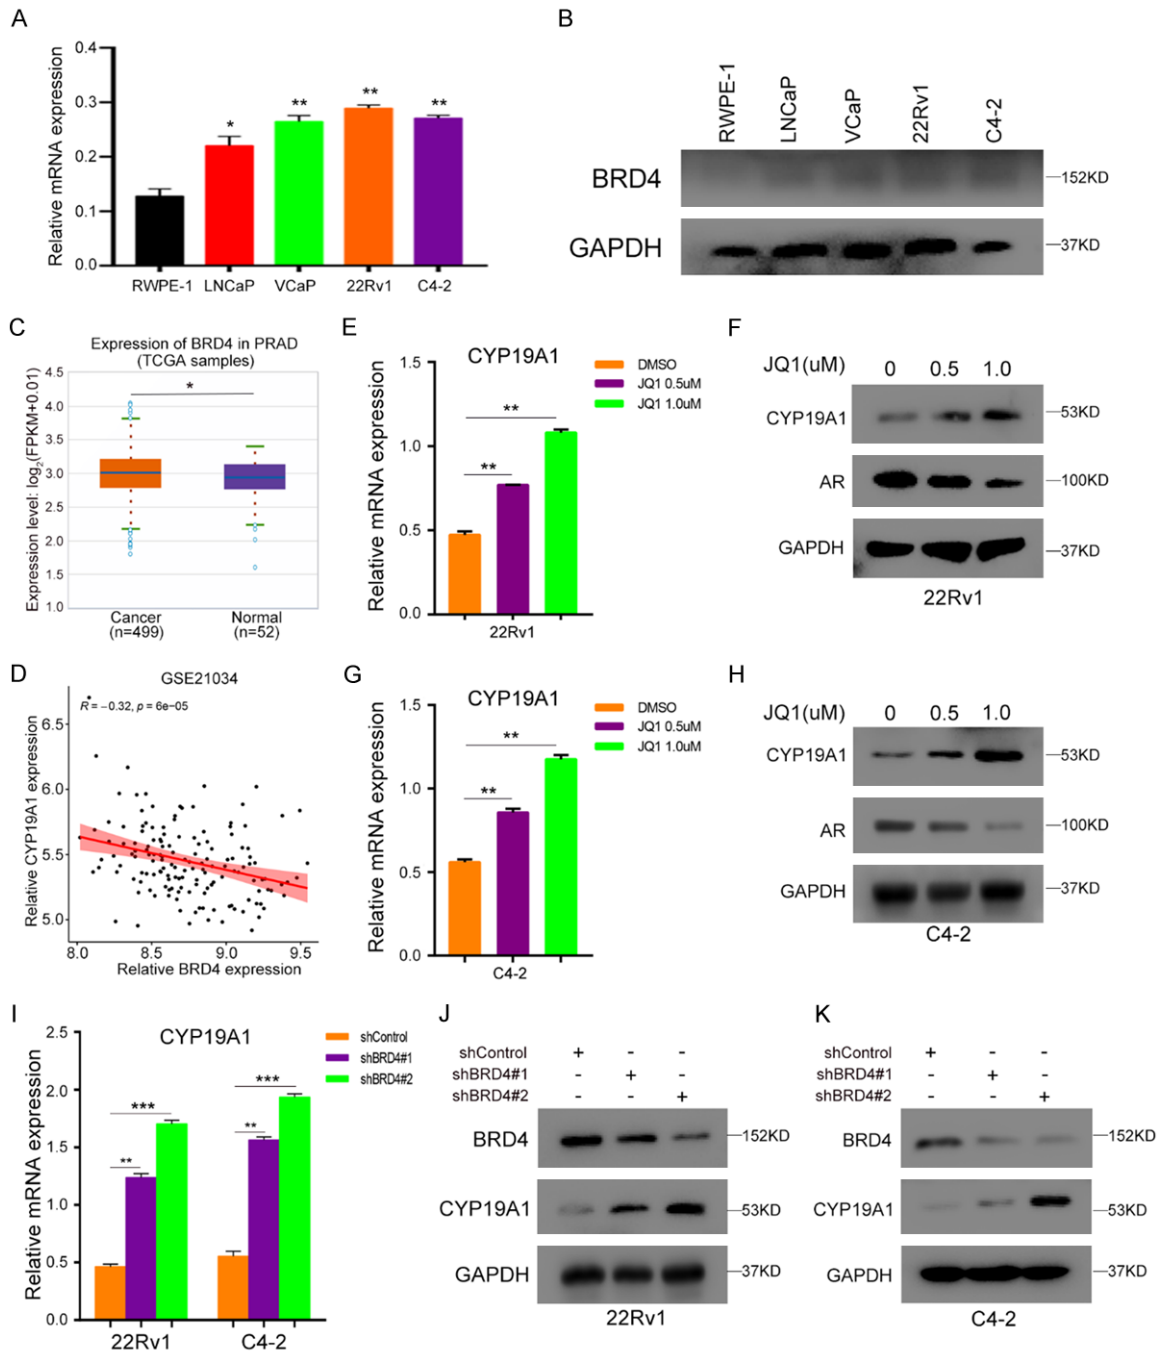 A
Relative mRNA expression
0.4
0.3
0.2
0.1
0.0
*
**
**
**
RWPE-1 LNCaP VCaP 22Rv1 C4-2
B
RWPE-1
LNCaP
VCaP
22Rv1
C4-2
BRD4
152KD
GAPDH
37KD
C
Expression of BRD4 in PRAD
(TCGA samples)
Expression level: log2(FPKM+0.01)
4.5
4.0
3.5
3.0
2.5
2.0
1.5
1.0
*
Cancer
(n=499)
Normal
(n=52)
E
CYP19A1
Relative mRNA expression
1.5
1.0
0.5
0.0
**
**
22Rv1
DMSO
JQ1 0.5uM
JQ1 1.0uM
F
JQ1(uM) 0 0.5 1.0
CYP19A1
53KD
AR
100KD
GAPDH
37KD
22Rv1
D
GSE21034
R = −0.32, p = 6e−05
Relative CYP19A1 expression
6.5
6.0
5.5
5.0
8.0 8.5 9.0 9.5
Relative BRD4 expression
G
CYP19A1
Relative mRNA expression
1.5
1.0
0.5
0.0
**
**
C4-2
DMSO
JQ1 0.5uM
JQ1 1.0uM
H
JQ1(uM) 0 0.5 1.0
CYP19A1
53KD
AR
100KD
GAPDH
37KD
C4-2
I
CYP19A1
Relative mRNA expression
2.5
2.0
1.5
1.0
0.5
0.0
***
**
***
**
22Rv1 C4-2
shControl
shBRD4#1
shBRD4#2
J
shControl + - -
shBRD4#1 - + -
shBRD4#2 - - +
BRD4
152KD
CYP19A1
53KD
GAPDH
37KD
22Rv1
K
shControl + - -
shBRD4#1 - + -
shBRD4#2 - - +
BRD4
152KD
CYP19A1
53KD
GAPDH
37KD
C4-2